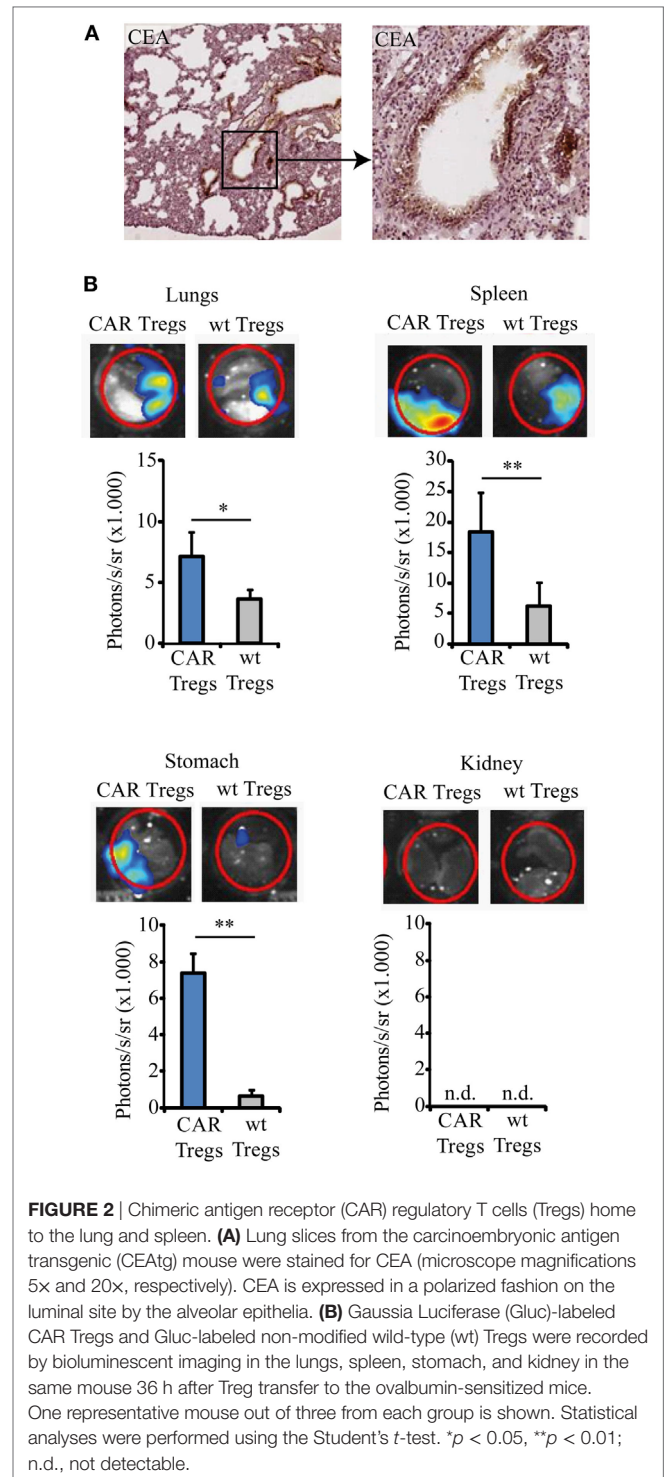 A
CEA
CEA
B
Lungs
CAR Tregs
wt Tregs
Photons/s/sr (x1.000)
15
10
5
0
*
CAR
Tregs
wt
Tregs
Spleen
CAR Tregs
wt Tregs
Photons/s/sr (x1.000)
30
25
20
15
10
5
0
**
CAR
Tregs
wt
Tregs
Stomach
CAR Tregs
wt Tregs
Photons/s/sr (x1.000)
10
8
6
4
2
0
**
CAR
Tregs
wt
Tregs
Kidney
CAR Tregs
wt Tregs
Photons/s/sr (x1.000)
10
8
6
4
2
0
n.d.
n.d.
CAR
Tregs
wt
Tregs
FIGURE 2 | Chimeric antigen receptor (CAR) regulatory T cells (Tregs) home
to the lung and spleen. (A) Lung slices from the carcinoembryonic antigen
transgenic (CEAtg) mouse were stained for CEA (microscope magnifications
5× and 20×, respectively). CEA is expressed in a polarized fashion on the
luminal site by the alveolar epithelia. (B) Gaussia Luciferase (Gluc)-labeled
CAR Tregs and Gluc-labeled non-modified wild-type (wt) Tregs were recorded
by bioluminescent imaging in the lungs, spleen, stomach, and kidney in the
same mouse 36 h after Treg transfer to the ovalbumin-sensitized mice.
One representative mouse out of three from each group is shown. Statistical
analyses were performed using the Student's t-test. *p < 0.05, **p < 0.01;
n.d., not detectable.